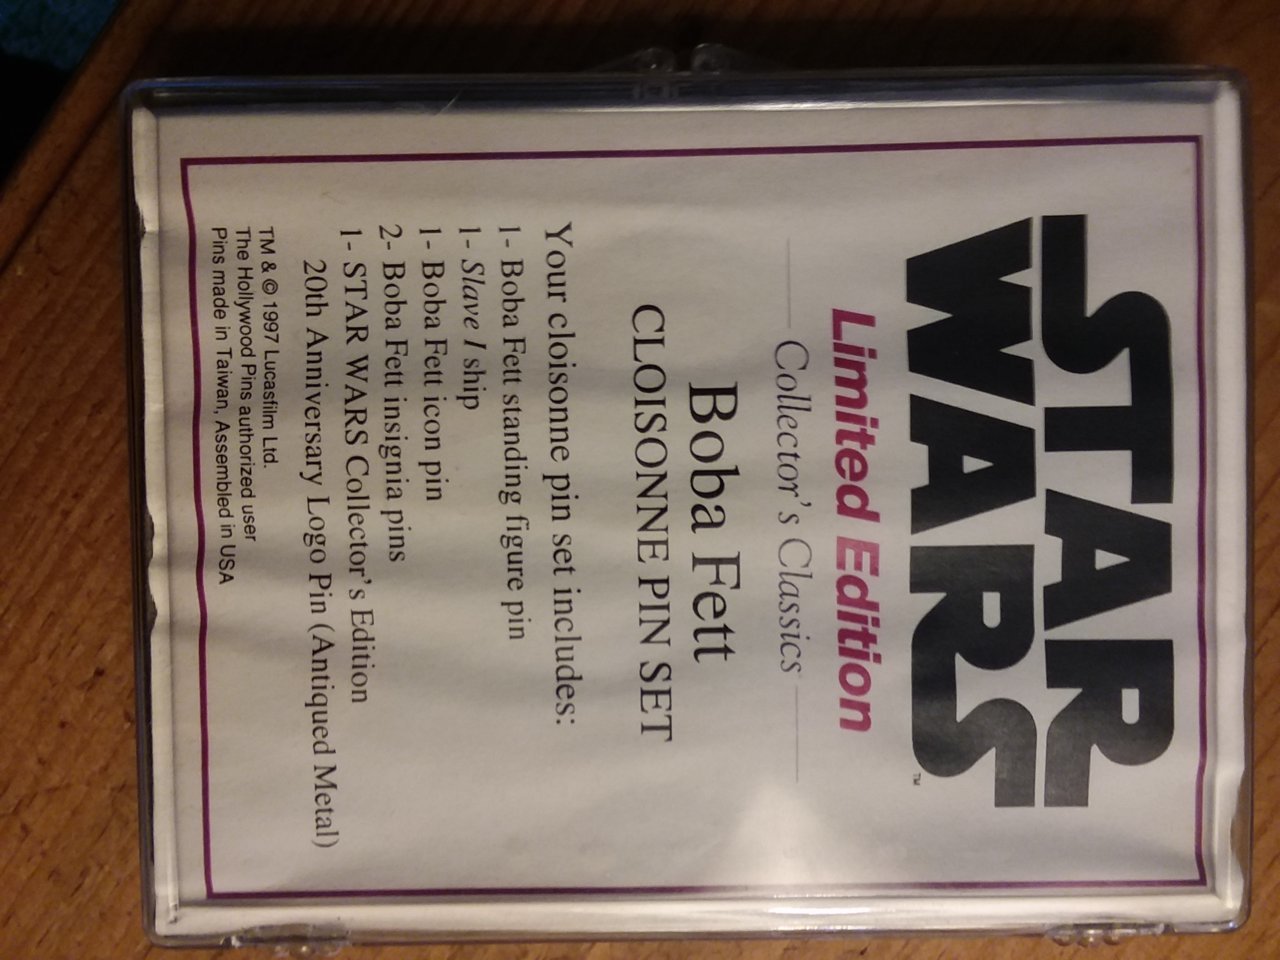 STAR
WARS™
Limited Edition
Collector's Classics
Boba Fett
CLOISONNE PIN SET
Your cloisonne pin set includes:
1- Boba Fett standing figure pin
1- Slave I ship
1- Boba Fett icon pin
2- Boba Fett insignia pins
1- STAR WARS Collector's Edition
20th Anniversary Logo Pin (Antiqued Metal)
TM & © 1997 Lucasfilm Ltd.
The Hollywood Pins authorized user
Pins made in Taiwan, Assembled in USA